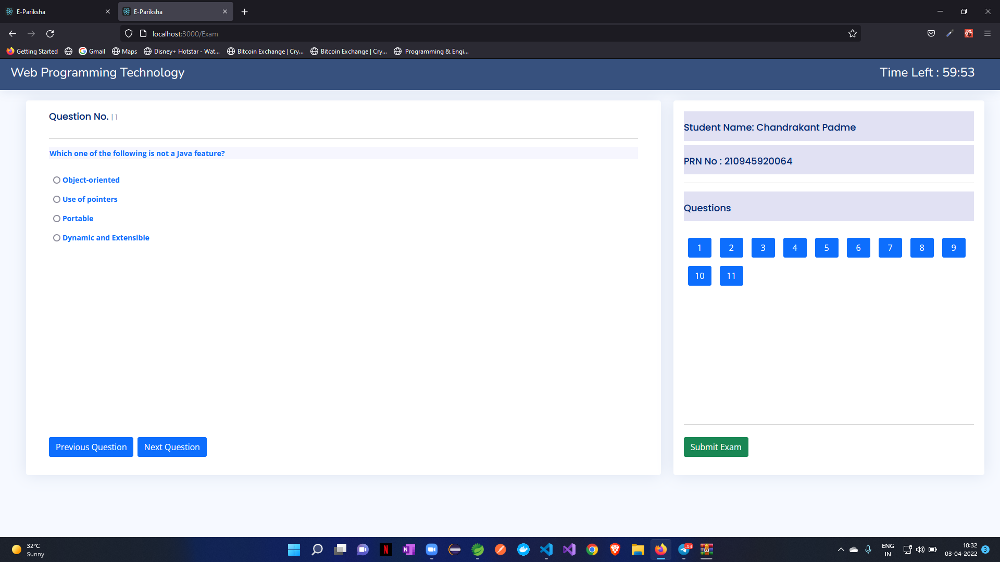 E-Pariksha
E-Pariksha
localhost:3000/Exam
Getting Started
Gmail
Maps
Disney+ Hotstar - Wat...
Bitcoin Exchange | Cry...
Bitcoin Exchange | Cry...
Programming & Engi...
Web Programming Technology
Time Left : 59:53
Question No. | 1
Which one of the following is not a Java feature?
Object-oriented
Use of pointers
Portable
Dynamic and Extensible
Previous Question
Next Question
Student Name: Chandrakant Padme
PRN No : 210945920064
Questions
1 2 3 4 5 6 7 8 9
10 11
Submit Exam
32°C
Sunny
N
N
.04
ENG
IN
10:32
03-04-2022
3